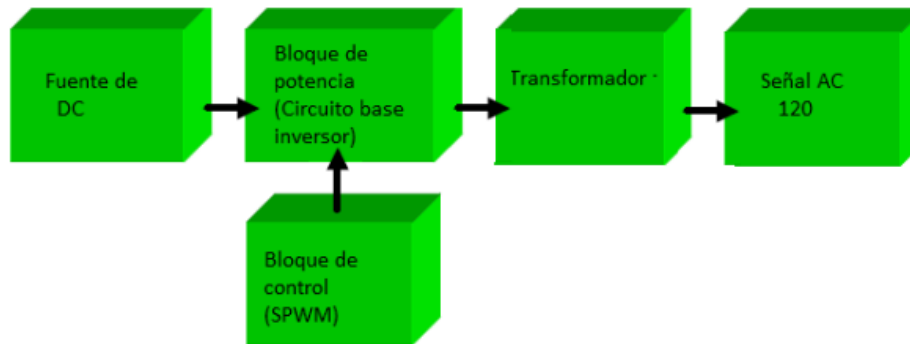 Fuente de
DC
Bloque de
potencia
(Circuito base
inversor)
Transformador
Señal AC
120
Bloque de
control
(SPWM)